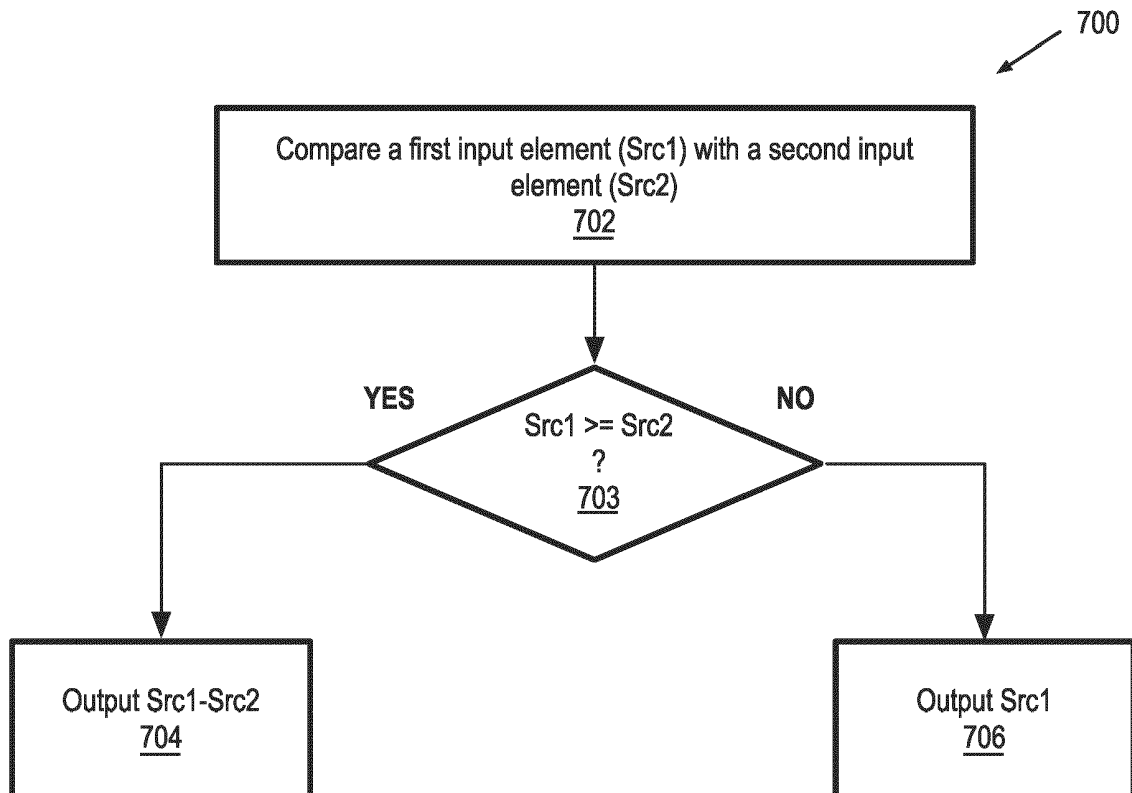 700
Compare a first input element (Src1) with a second input
element (Src2)
702
YES
NO
Src1 >= Src2
?
703
Output Src1-Src2
704
Output Src1
706